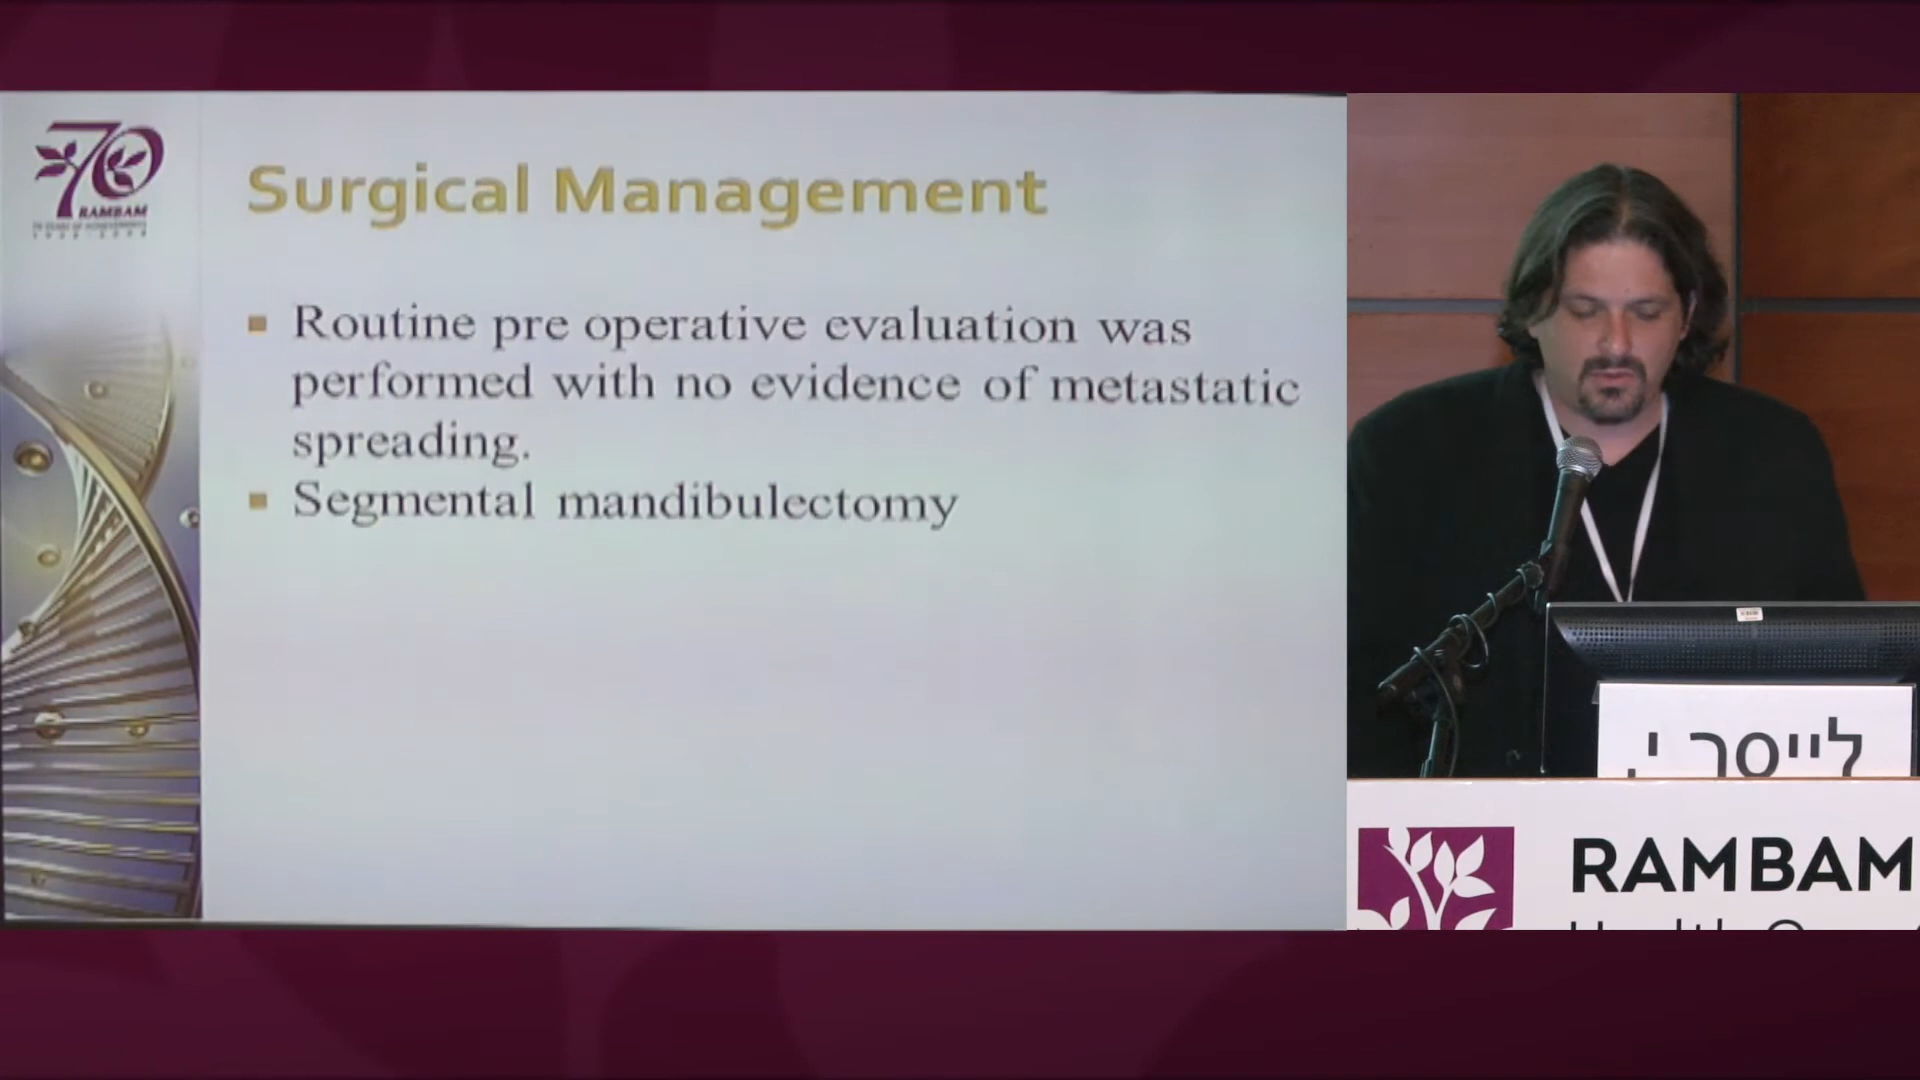 70
RAMBAM
Surgical Management
Routine pre operative evaluation was
performed with no evidence of metastatic
spreading.
Segmental mandibulectomy
לייסר י.
RAMBAM